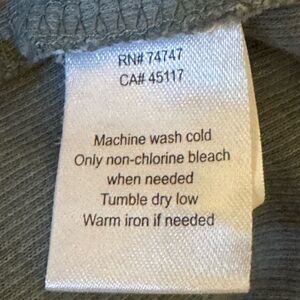 RN# 74747
CA# 45117
Machine wash cold
Only non-chlorine bleach
when needed
Tumble dry low
Warm iron if needed